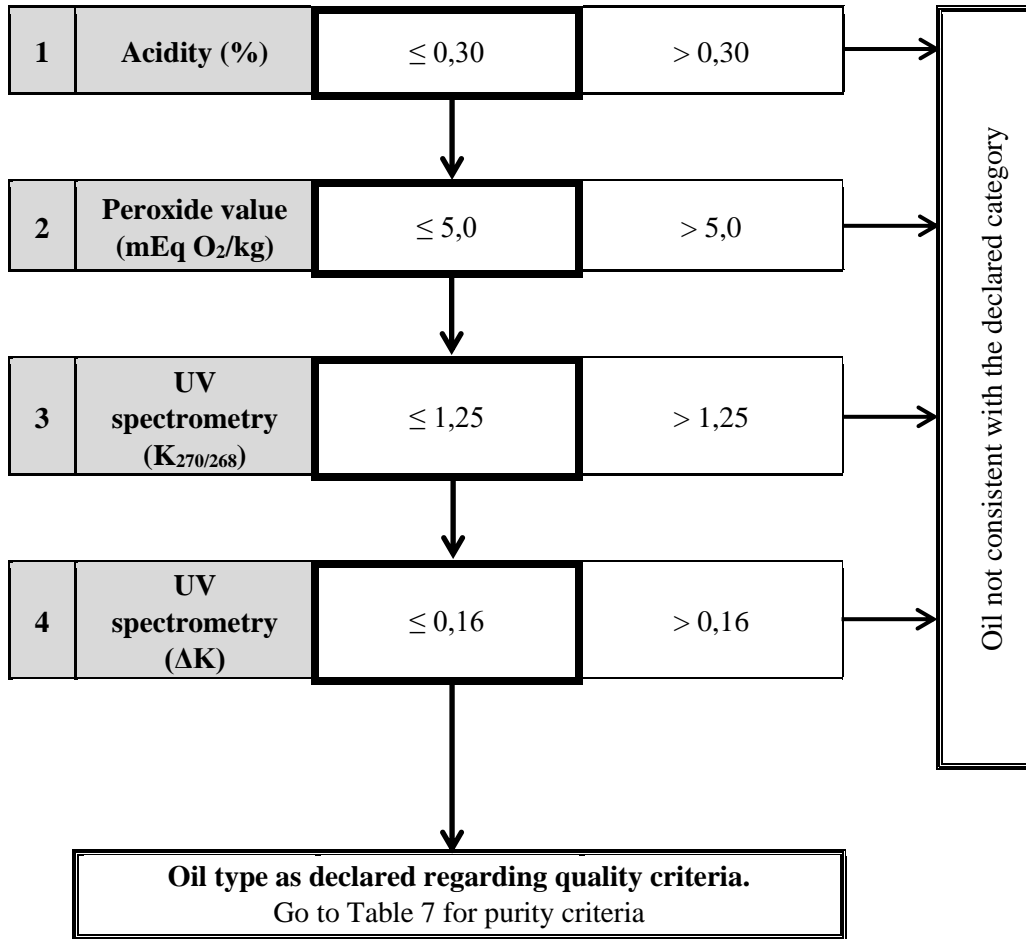 1 Acidity (%) ≤ 0,30 > 0,30
2 Peroxide value (mEq O₂/kg) ≤ 5,0 > 5,0
3 UV spectrometry (K₂₇₀/₂₆₈) ≤ 1,25 > 1,25
4 UV spectrometry (ΔK) ≤ 0,16 > 0,16
Oil not consistent with the declared category
Oil type as declared regarding quality criteria.
Go to Table 7 for purity criteria